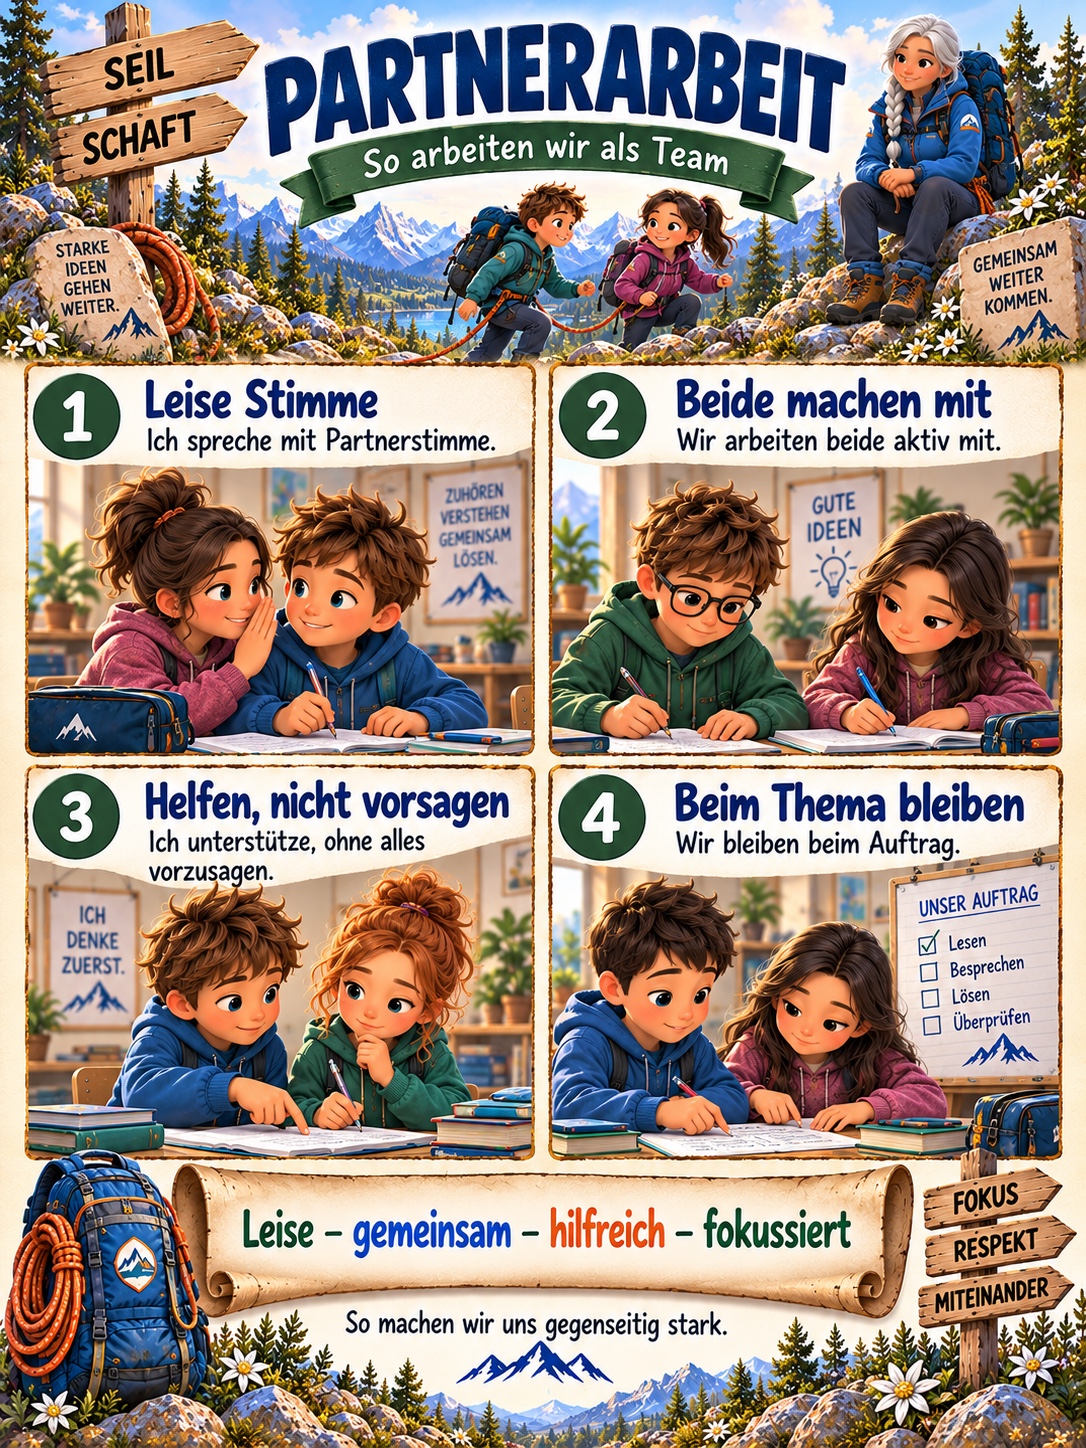 SEIL
SCHAFT
PARTNERARBEIT
So arbeiten wir als Team
STARKE
IDEEN
GEHEN
WEITER.
GEMEINSAM
WEITER
KOMMEN.
1
Leise Stimme
Ich spreche mit Partnerstimme.
ZUHÖREN
VERSTEHEN
GEMEINSAM
LÖSEN.
2
Beide machen mit
Wir arbeiten beide aktiv mit.
GUTE
IDEEN
3
Helfen, nicht vorsagen
Ich unterstütze, ohne alles
vorzusagen.
ICH
DENKE
ZUERST.
4
Beim Thema bleiben
Wir bleiben beim Auftrag.
UNSER AUFTRAG
Lesen
Besprechen
Lösen
Überprüfen
Leise – gemeinsam – hilfreich – fokussiert
FOKUS
RESPEKT
MITEINANDER
So machen wir uns gegenseitig stark.